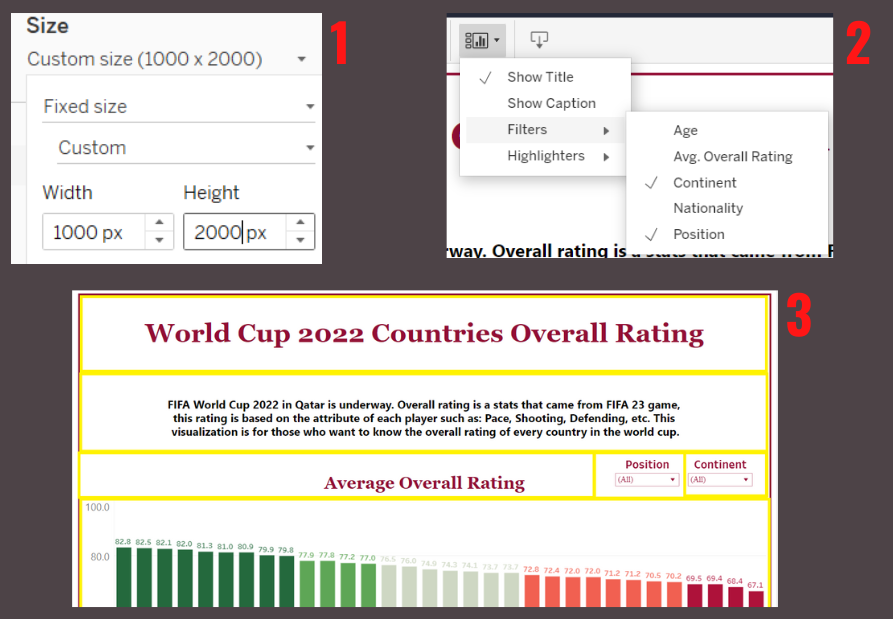 Size
Custom size (1000 x 2000)
Fixed size
Custom
Width Height
1000 px 2000 px
1
Show Title
Show Caption
Filters
Highlighters
Age
Avg. Overall Rating
Continent
Nationality
Position
way. Overall rating is a stats that came from F
2
World Cup 2022 Countries Overall Rating
FIFA World Cup 2022 in Qatar is underway. Overall rating is a stats that came from FIFA 23 game,
this rating is based on the attribute of each player such as: Pace, Shooting, Defending, etc. This
visualization is for those who want to know the overall rating of every country in the world cup.
Average Overall Rating
Position Continent
(All) (All)
100.0
80.0
82.8 82.5 82.1 82.0 81.3 81.0 80.9 79.9 79.8 77.9 77.8 77.2 77.0 76.5 76.0 74.9 74.3 74.1 73.7 73.7 72.8 72.4 72.0 72.0 71.2 71.2 70.5 70.2 69.5 69.4 68.4 67.1
3